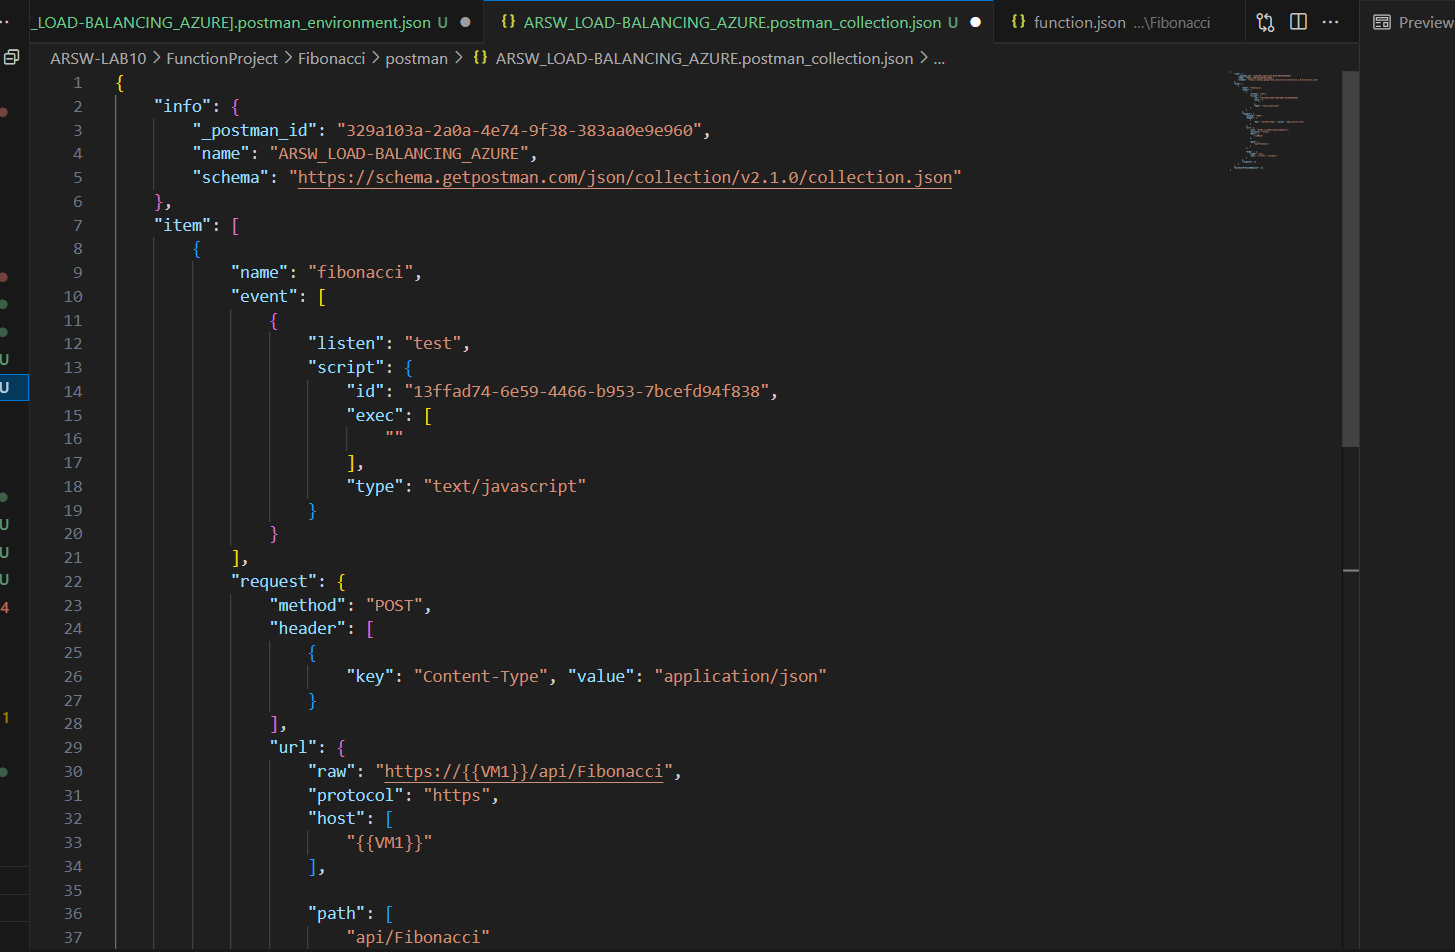 _LOAD-BALANCING_AZURE].postman_environment.json U
{} ARSW_LOAD-BALANCING_AZURE.postman_collection.json U
{} function.json ...\Fibonacci
Preview
ARSW-LAB10 > FunctionProject > Fibonacci > postman > {} ARSW_LOAD-BALANCING_AZURE.postman_collection.json > ...
1 {
2 "info": {
3 "_postman_id": "329a103a-2a0a-4e74-9f38-383aa0e9e960",
4 "name": "ARSW_LOAD-BALANCING_AZURE",
5 "schema": "https://schema.getpostman.com/json/collection/v2.1.0/collection.json"
6 },
7 "item": [
8 {
9 "name": "fibonacci",
10 "event": [
11 {
12 "listen": "test",
13 "script": {
14 "id": "13ffad74-6e59-4466-b953-7bcefd94f838",
15 "exec": [
16 ""
17 ],
18 "type": "text/javascript"
19 }
20 }
21 ],
22 "request": {
23 "method": "POST",
24 "header": [
25 {
26 "key": "Content-Type", "value": "application/json"
27 }
28 ],
29 "url": {
30 "raw": "https://{{VM1}}/api/Fibonacci",
31 "protocol": "https",
32 "host": [
33 "{{VM1}}"
34 ],
35
36 "path": [
37 "api/Fibonacci"
U
U
U
U
U
4
1